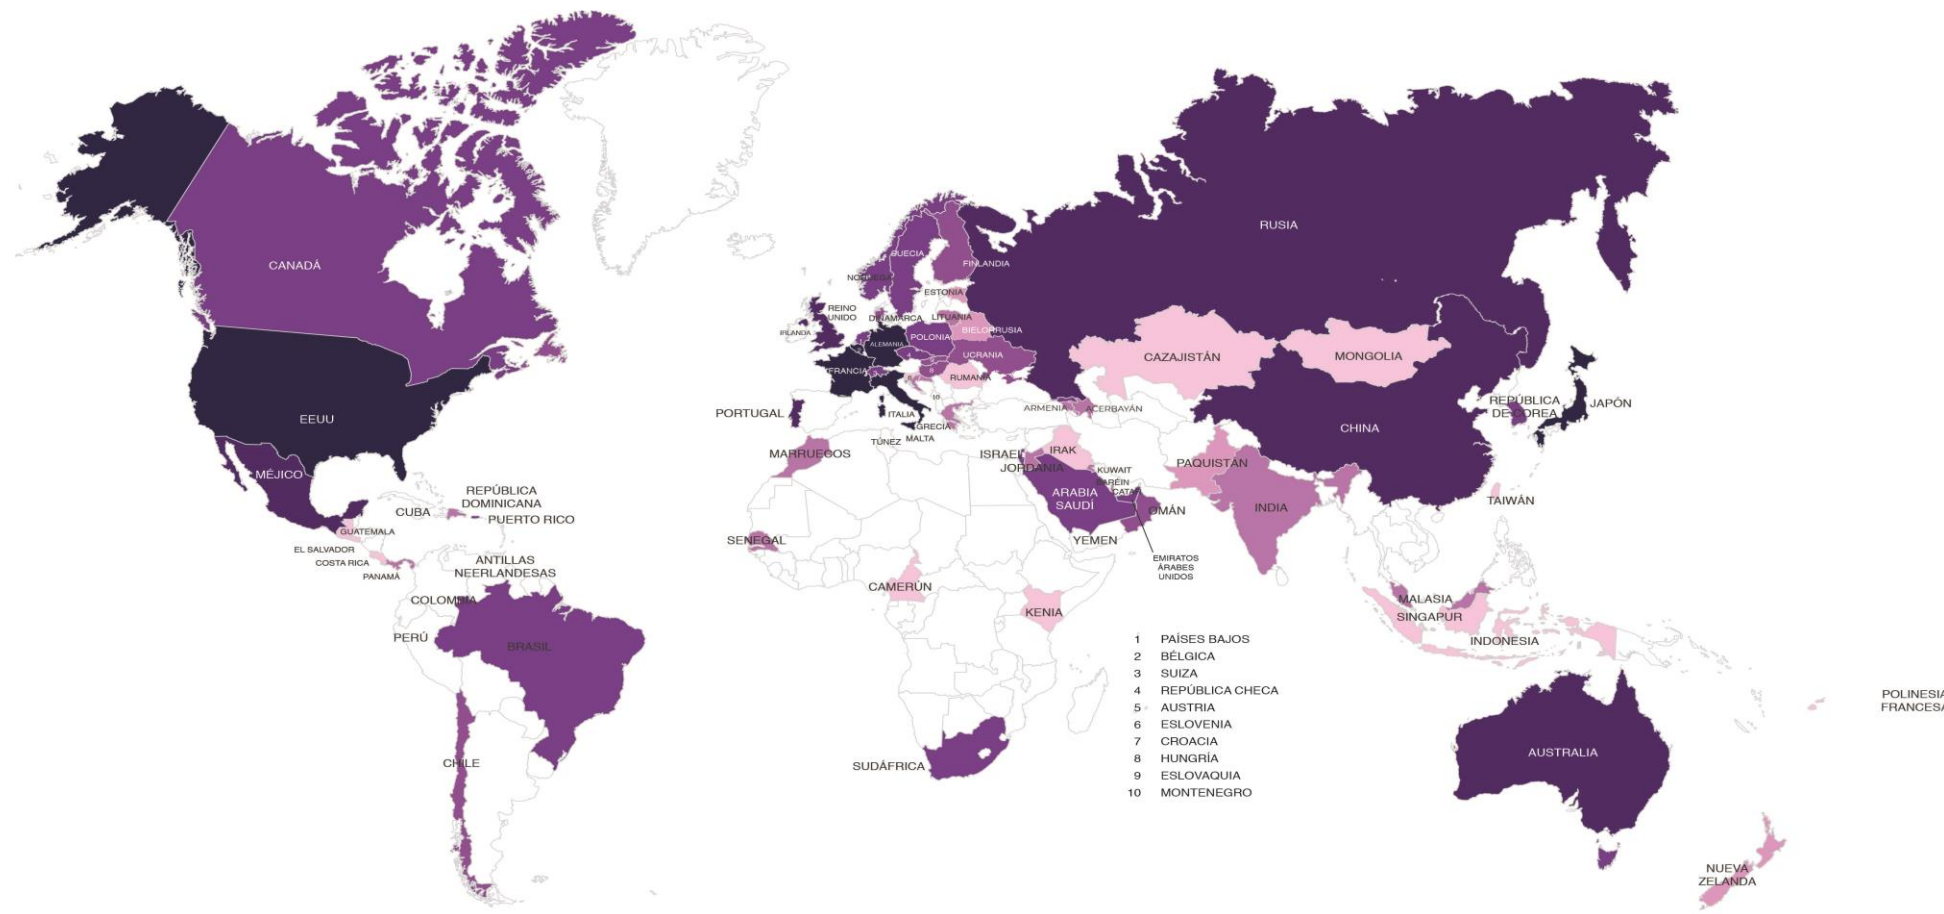 CANADÁ
EEUU
MÉJICO
GUATEMALA
EL SALVADOR
COSTA RICA
PANAMÁ
CUBA
REPÚBLICA
DOMINICANA
PUERTO RICO
ANTILLAS
NEERLANDESAS
COLOMBIA
PERÚ
BRASIL
CHILE
RUSIA
SUECIA
NORUEGA
FINLANDIA
ESTONIA
REINO
UNIDO
DINAMARCA
LITUANIA
IRLANDA
BIELORRUSIA
POLONIA
ALEMANIA
UCRANIA
FRANCIA
RUMANIA
PORTUGAL
ITALIA
GRECIA
MALTA
TÚNEZ
ARMENIA
ACERBAYÁN
CAZAJISTÁN
MONGOLIA
REPÚBLICA
DE COREA
JAPÓN
CHINA
MARRUECOS
ISRAEL
IRAK
JORDANIA
KUWAIT
BARÉIN
CATAR
ARABIA
SAUDÍ
OMÁN
YEMEN
EMIRATOS
ÁRABES
UNIDOS
PAQUISTÁN
INDIA
TAIWÁN
SENEGAL
CAMERÚN
KENIA
SUDÁFRICA
MALASIA
SINGAPUR
INDONESIA
1 PAÍSES BAJOS
2 BÉLGICA
3 SUIZA
4 REPÚBLICA CHECA
5 AUSTRIA
6 ESLOVENIA
7 CROACIA
8 HUNGRÍA
9 ESLOVAQUIA
10 MONTENEGRO
POLINESIA
FRANCESA
AUSTRALIA
NUEVA
ZELANDA